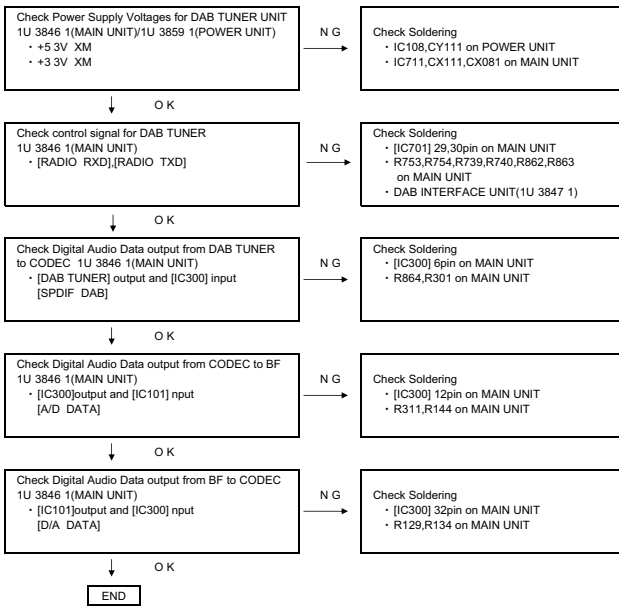 Check Power Supply Voltages for DAB TUNER UNIT
1U 3846 1(MAIN UNIT)/1U 3859 1(POWER UNIT)
・+5 3V XM
・+3 3V XM
N G
Check Soldering
・IC108,CY111 on POWER UNIT
・IC711,CX111,CX081 on MAIN UNIT
O K
Check control signal for DAB TUNER
1U 3846 1(MAIN UNIT)
・[RADIO RXD],[RADIO TXD]
N G
Check Soldering
・[IC701] 29,30pin on MAIN UNIT
・R753,R754,R739,R740,R862,R863
on MAIN UNIT
・DAB INTERFACE UNIT(1U 3847 1)
O K
Check Digital Audio Data output from DAB TUNER
to CODEC 1U 3846 1(MAIN UNIT)
・[DAB TUNER] output and [IC300] input
[SPDIF DAB]
N G
Check Soldering
・[IC300] 6pin on MAIN UNIT
・R864,R301 on MAIN UNIT
O K
Check Digital Audio Data output from CODEC to BF
1U 3846 1(MAIN UNIT)
・[IC300]output and [IC101] nput
[A/D DATA]
N G
Check Soldering
・[IC300] 12pin on MAIN UNIT
・R311,R144 on MAIN UNIT
O K
Check Digital Audio Data output from BF to CODEC
1U 3846 1(MAIN UNIT)
・[IC101]output and [IC300] nput
[D/A DATA]
N G
Check Soldering
・[IC300] 32pin on MAIN UNIT
・R129,R134 on MAIN UNIT
O K
END